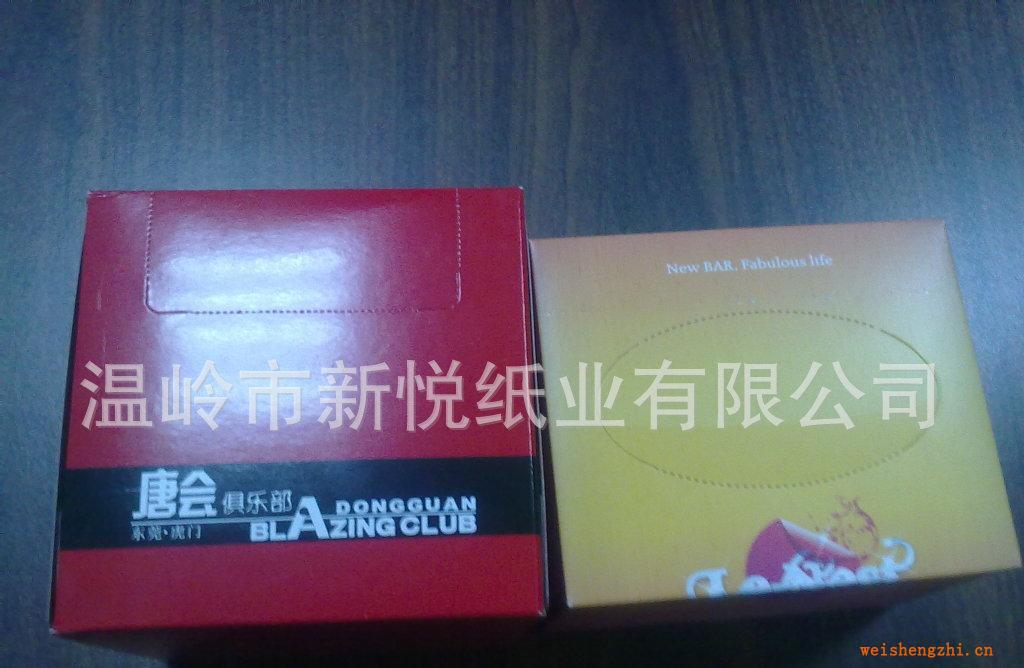 New BAR. Fabulous life
温岭市新悦纸业有限公司
唐会 俱乐部
东莞·虎门
DONGGUAN
BLAZING CLUB
weishengzhi.cn